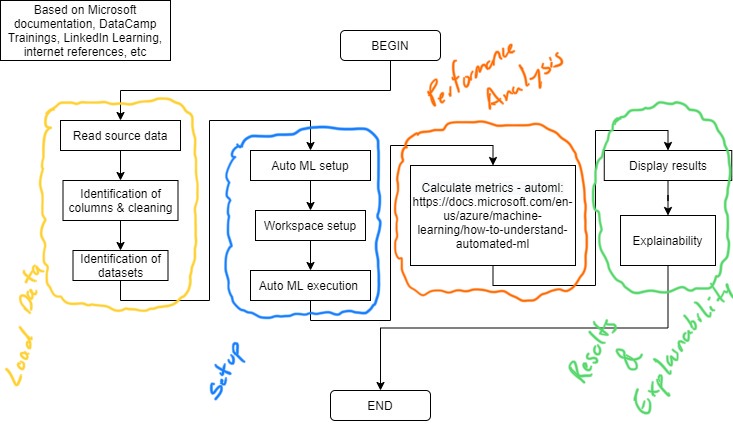 Based on Microsoft
documentation, DataCamp
Trainings, LinkedIn Learning,
internet references, etc
BEGIN
Performance
Analysis
Read source data
Identification of
columns & cleaning
Identification of
datasets
Load Data
Auto ML setup
Workspace setup
Auto ML execution
Setup
Calculate metrics - automl:
https://docs.microsoft.com/en-
us/azure/machine-
learning/how-to-understand-
automated-ml
Display results
Explainability
Results
&
Explainability
END